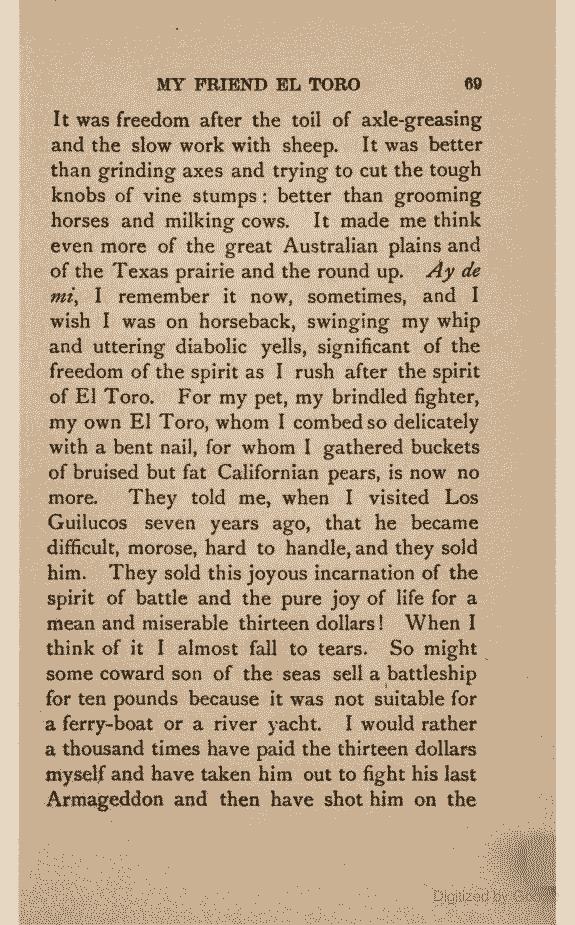 MY FRIEND EL TORO 69
It was freedom after the toil of axle-greasing
and the slow work with sheep. It was better
than grinding axes and trying to cut the tough
knobs of vine stumps: better than grooming
horses and milking cows. It made me think
even more of the great Australian plains and
of the Texas prairie and the round up. Ay de
mi, I remember it now, sometimes, and I
wish I was on horseback, swinging my whip
and uttering diabolic yells, significant of the
freedom of the spirit as I rush after the spirit
of El Toro. For my pet, my brindled fighter,
my own El Toro, whom I combed so delicately
with a bent nail, for whom I gathered buckets
of bruised but fat Californian pears, is now no
more. They told me, when I visited Los
Guilucos seven years ago, that he became
difficult, morose, hard to handle, and they sold
him. They sold this joyous incarnation of the
spirit of battle and the pure joy of life for a
mean and miserable thirteen dollars! When I
think of it I almost fall to tears. So might
some coward son of the seas sell a battleship
for ten pounds because it was not suitable for
a ferry-boat or a river yacht. I would rather
a thousand times have paid the thirteen dollars
myself and have taken him out to fight his last
Armageddon and then have shot him on the
Digitized by